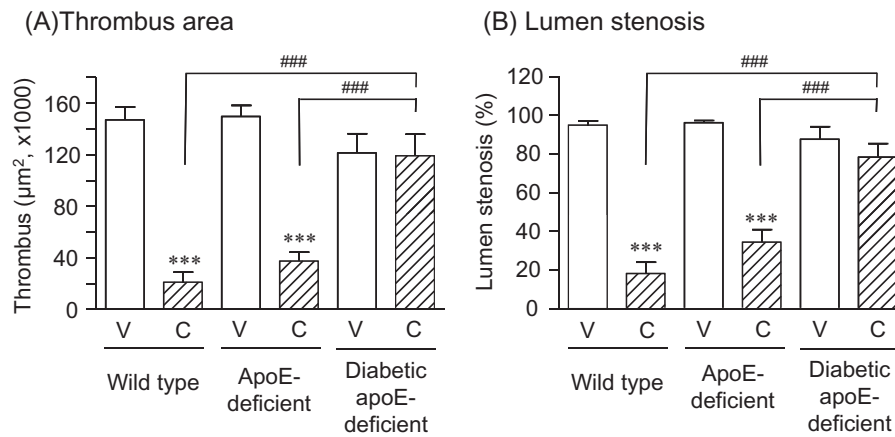 (A)Thrombus area
Thrombus (µm², x1000)
160
120
80
40
0
***
***
###
###
V C V C V C
Wild type
ApoE-
deficient
Diabetic
apoE-
deficient
(B) Lumen stenosis
Lumen stenosis (%)
120
100
80
60
40
20
0
***
***
###
###
V C V C V C
Wild type
ApoE-
deficient
Diabetic
apoE-
deficient